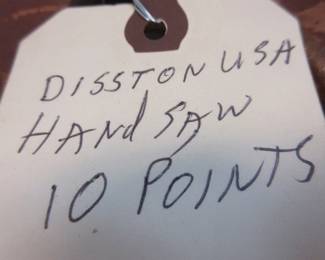 DISSTON USA
HANd SAW
10 POINTS